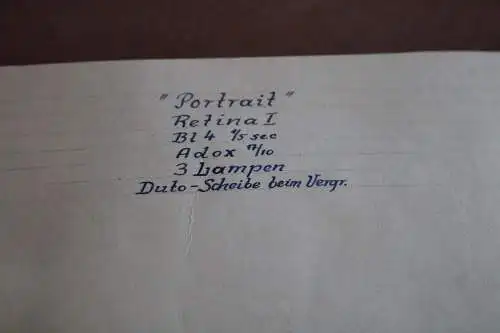 "Portrait"
Retina I
Bl 4 1/5 sec
Adox 17/10
3 Lampen
Duto-Scheibe beim Vergr.